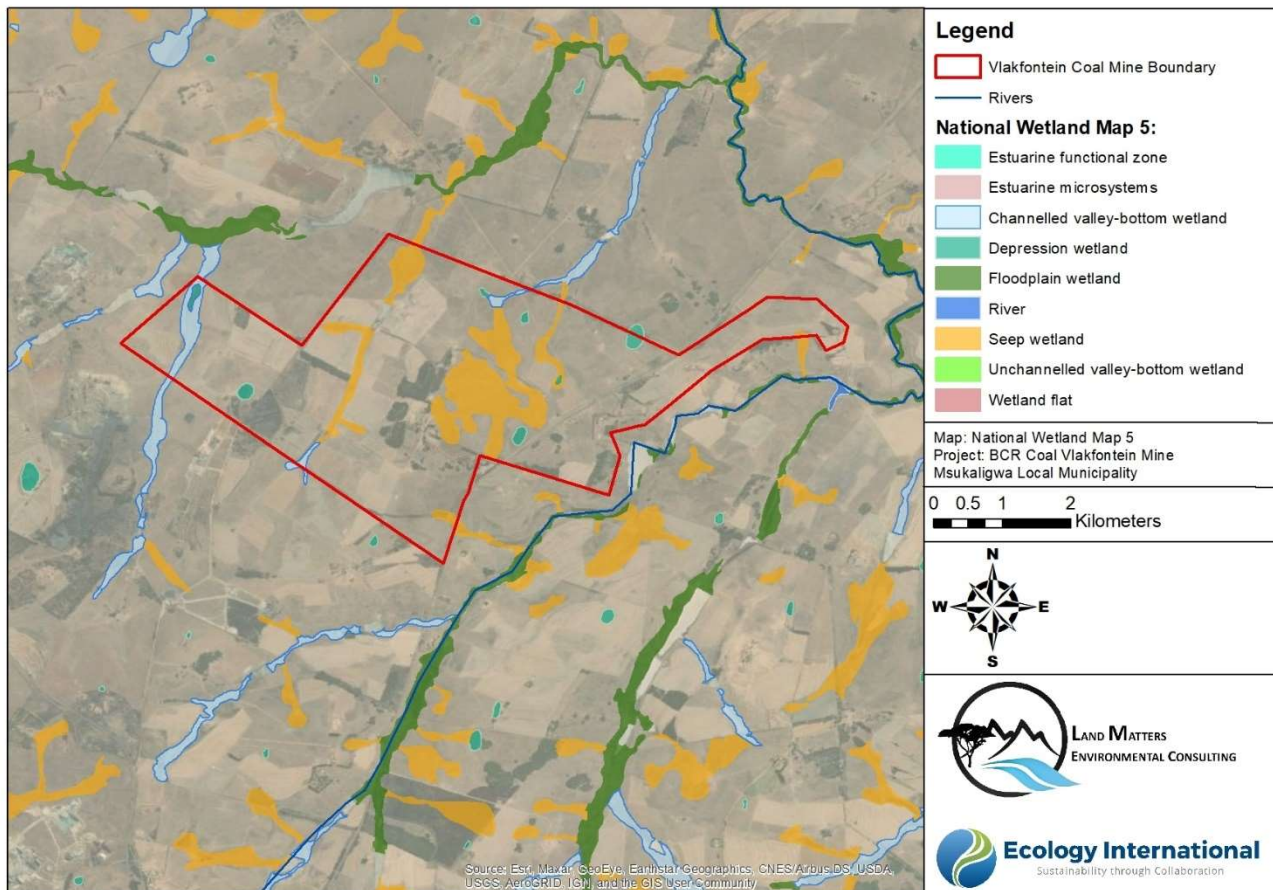 Legend
Vlakfontein Coal Mine Boundary
Rivers
National Wetland Map 5:
Estuarine functional zone
Estuarine microsystems
Channelled valley-bottom wetland
Depression wetland
Floodplain wetland
River
Seep wetland
Unchannelled valley-bottom wetland
Wetland flat
Map: National Wetland Map 5
Project: BCR Coal Vlakfontein Mine
Msukaligwa Local Municipality
0 0.5 1 2
Kilometers
N
W E
S
LAND MATTERS
ENVIRONMENTAL CONSULTING
Ecology International
Sustainability through Collaboration
Source: Esri, Maxar, GeoEye, Earthstar Geographics, CNES/Airbus DS, USDA,
USGS, AeroGRID, IGN, and the GIS User Community